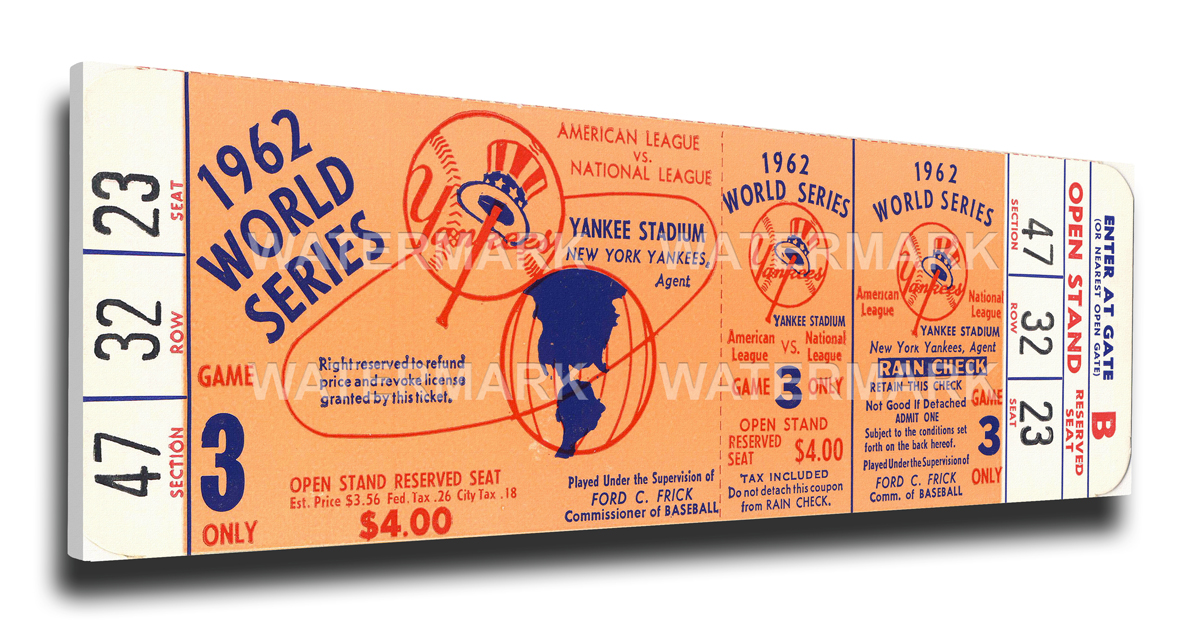 23
SEAT
32
ROW
47
SECTION
1962
WORLD
SERIES
GAME
3
ONLY
Yankees
AMERICAN LEAGUE
VS.
NATIONAL LEAGUE
YANKEE STADIUM
NEW YORK YANKEES,
Agent
Right reserved to refund
price and revoke license
granted by this ticket.
OPEN STAND RESERVED SEAT
Est. Price $3.56 Fed. Tax .26 City Tax .18
$4.00
Played Under the Supervision of
FORD C. FRICK
Commissioner of BASEBALL
1962
WORLD SERIES
Yankees
YANKEE STADIUM
American League VS. National League
GAME 3 ONLY
OPEN STAND
RESERVED SEAT $4.00
TAX INCLUDED
Do not detach this coupon
from RAIN CHECK.
1962
WORLD SERIES
Yankees
American League
National League
YANKEE STADIUM
New York Yankees, Agent
RAIN CHECK
RETAIN THIS CHECK
Not Good If Detached
ADMIT ONE
Subject to the conditions set
forth on the back hereof.
Played Under the Supervision of
FORD C. FRICK
Comm. of BASEBALL
GAME
3
ONLY
SECTION
47
ROW
32
SEAT
23
OPEN STAND RESERVED SEAT
ENTER AT GATE B
(OR NEAREST OPEN GATE)
WATERMARK WATERMARK
WATERMARK WATERMARK